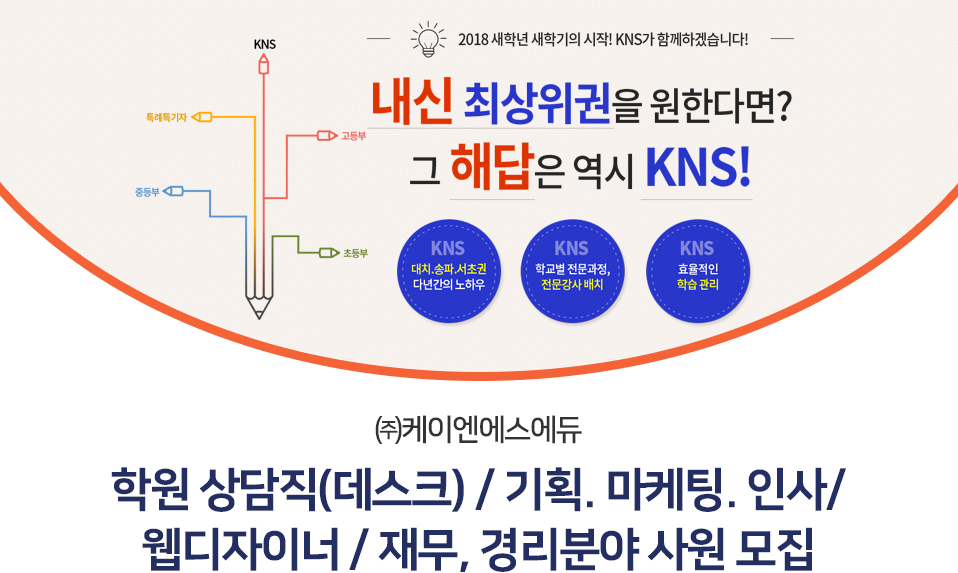 KNS
특례특기자
고등부
중등부
초등부
2018 새학년 새학기의 시작! KNS가 함께하겠습니다!
내신 최상위권을 원한다면?
그 해답은 역시 KNS!
KNS
대치.송파.서초권
다년간의 노하우
KNS
학교별 전문과정,
전문강사 배치
KNS
효율적인
학습 관리
㈜케이엔에스에듀
학원 상담직(데스크) / 기획. 마케팅. 인사/
웹디자이너 / 재무, 경리분야 사원 모집